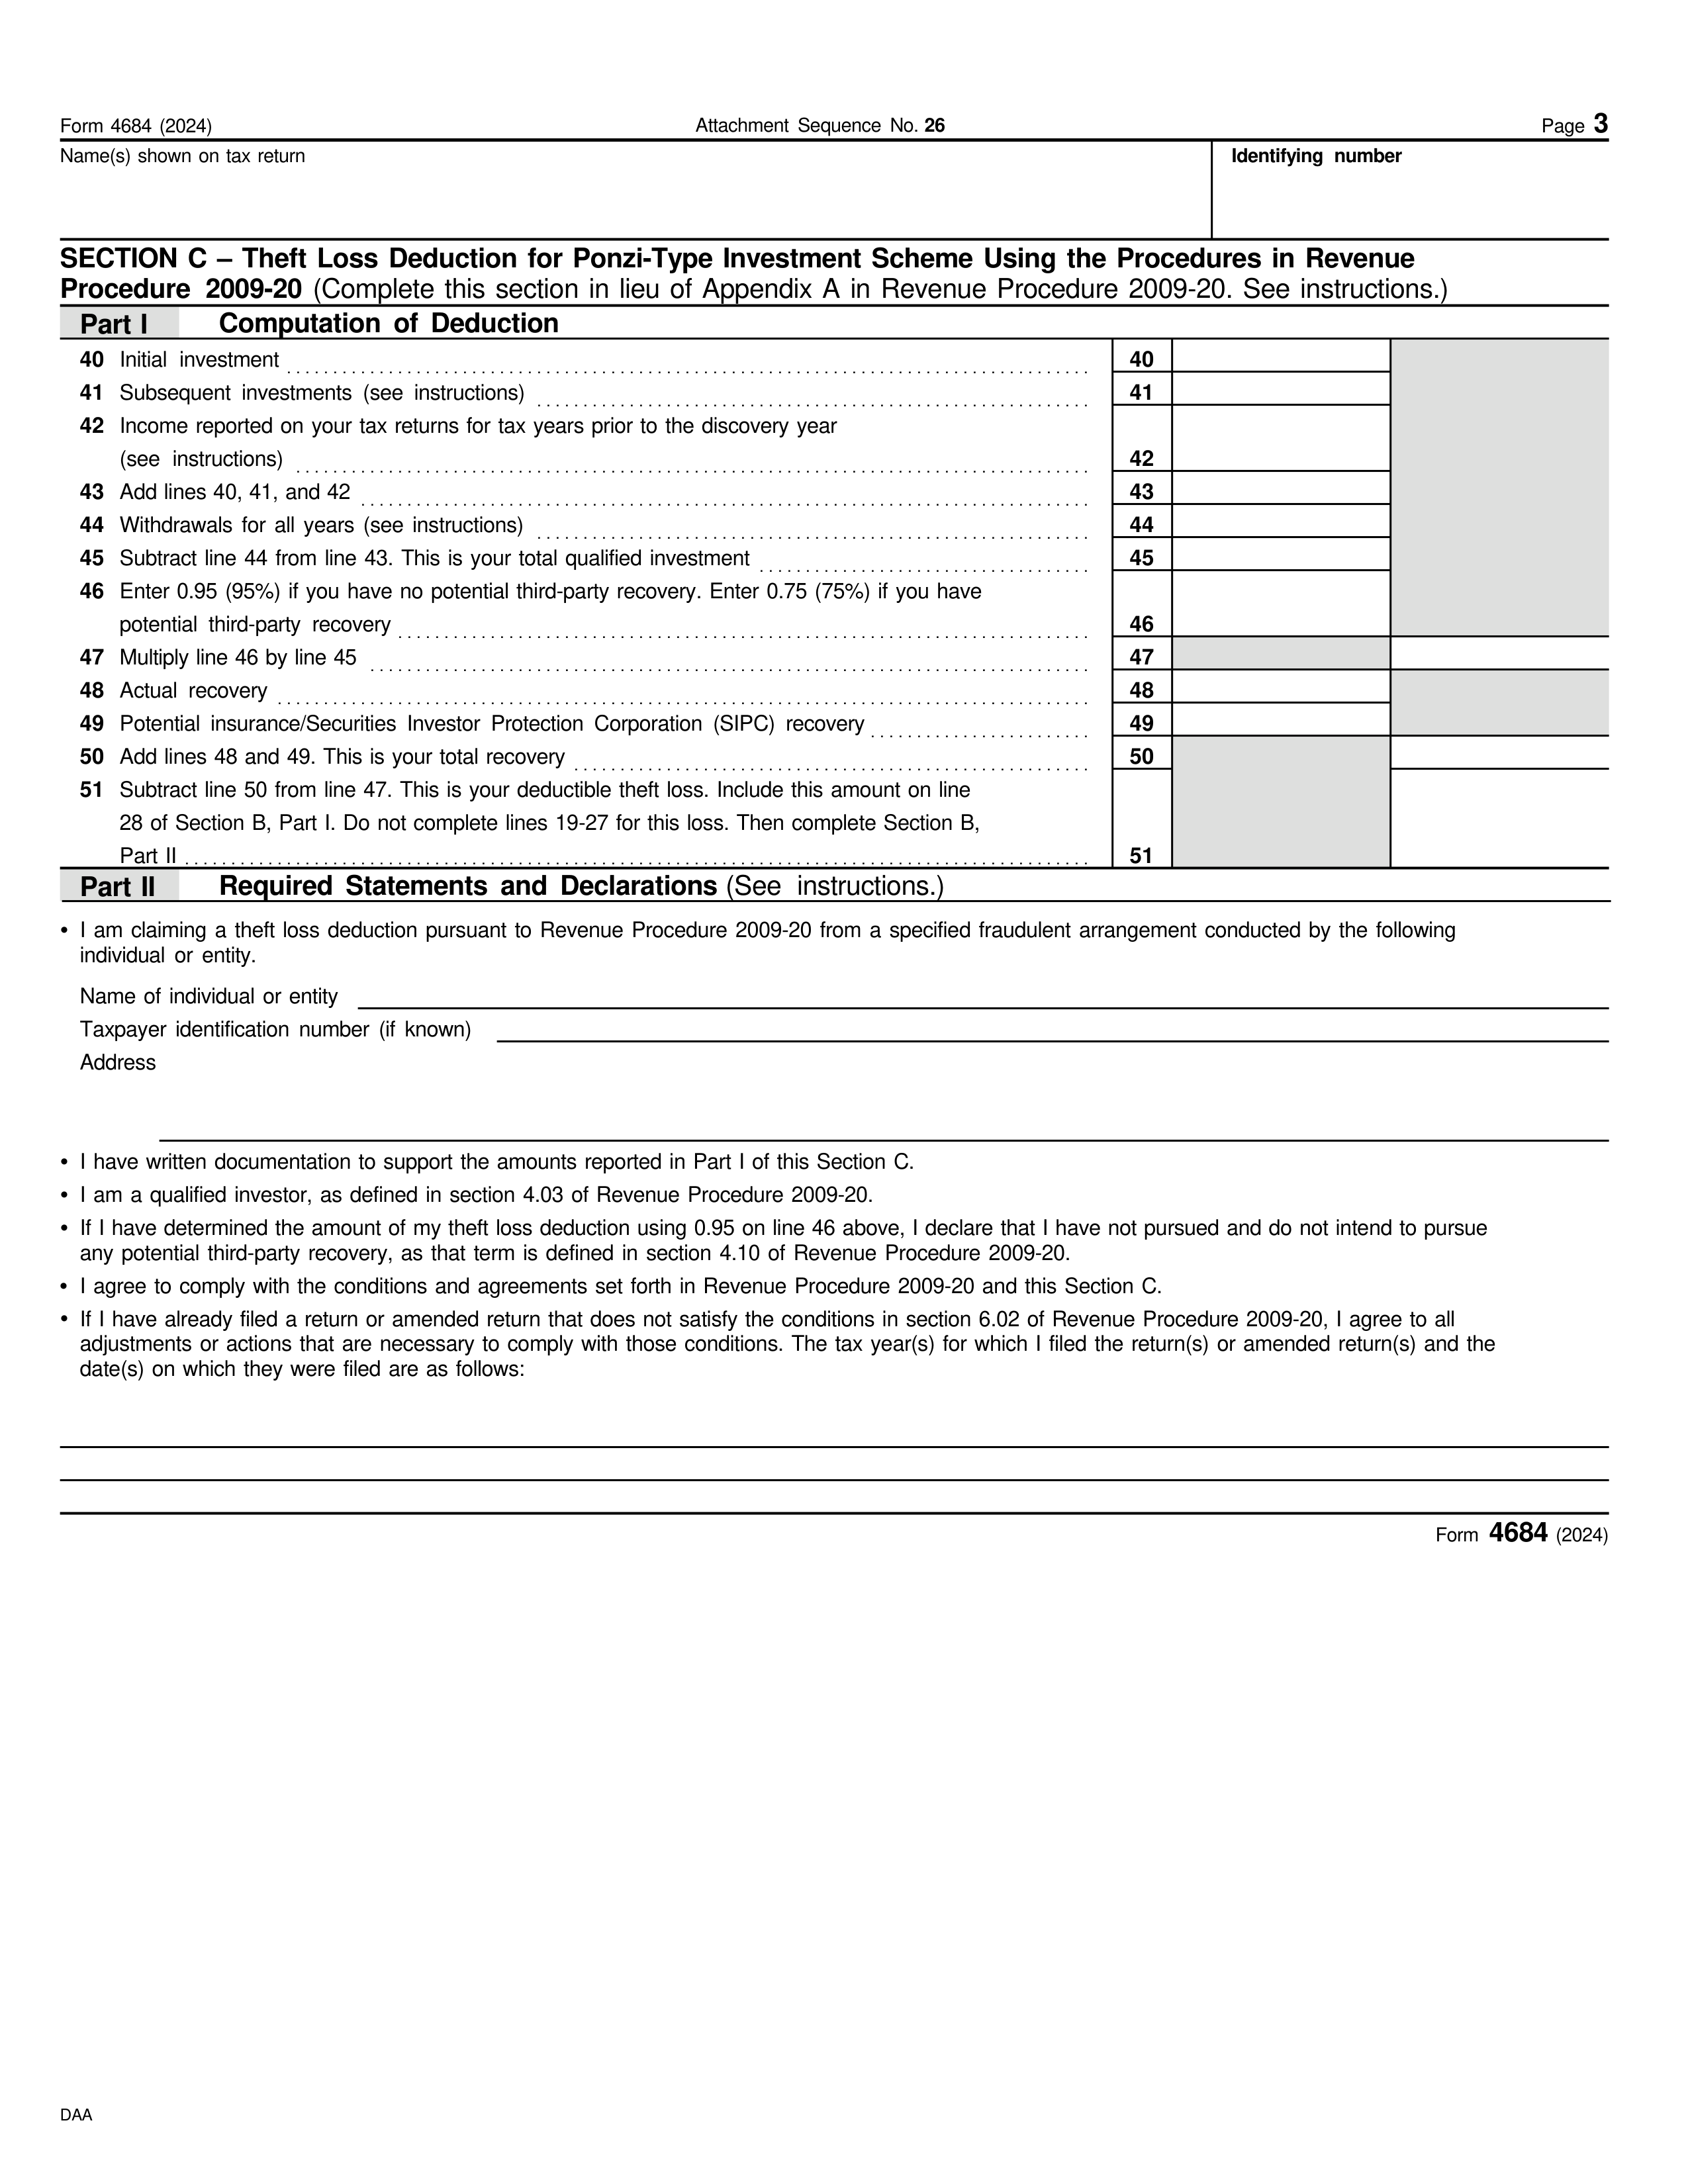 Form 4684 (2024) Attachment Sequence No. 26 Page 3
Name(s) shown on tax return Identifying number
SECTION C – Theft Loss Deduction for Ponzi-Type Investment Scheme Using the Procedures in Revenue
Procedure 2009-20 (Complete this section in lieu of Appendix A in Revenue Procedure 2009-20. See instructions.)
Part I Computation of Deduction
40 Initial investment 40
41 Subsequent investments (see instructions) 41
42 Income reported on your tax returns for tax years prior to the discovery year
(see instructions) 42
43 Add lines 40, 41, and 42 43
44 Withdrawals for all years (see instructions) 44
45 Subtract line 44 from line 43. This is your total qualified investment 45
46 Enter 0.95 (95%) if you have no potential third-party recovery. Enter 0.75 (75%) if you have
potential third-party recovery 46
47 Multiply line 46 by line 45 47
48 Actual recovery 48
49 Potential insurance/Securities Investor Protection Corporation (SIPC) recovery 49
50 Add lines 48 and 49. This is your total recovery 50
51 Subtract line 50 from line 47. This is your deductible theft loss. Include this amount on line
28 of Section B, Part I. Do not complete lines 19-27 for this loss. Then complete Section B,
Part II 51
Part II Required Statements and Declarations (See instructions.)
• I am claiming a theft loss deduction pursuant to Revenue Procedure 2009-20 from a specified fraudulent arrangement conducted by the following
individual or entity.
Name of individual or entity
Taxpayer identification number (if known)
Address
• I have written documentation to support the amounts reported in Part I of this Section C.
• I am a qualified investor, as defined in section 4.03 of Revenue Procedure 2009-20.
• If I have determined the amount of my theft loss deduction using 0.95 on line 46 above, I declare that I have not pursued and do not intend to pursue
any potential third-party recovery, as that term is defined in section 4.10 of Revenue Procedure 2009-20.
• I agree to comply with the conditions and agreements set forth in Revenue Procedure 2009-20 and this Section C.
• If I have already filed a return or amended return that does not satisfy the conditions in section 6.02 of Revenue Procedure 2009-20, I agree to all
adjustments or actions that are necessary to comply with those conditions. The tax year(s) for which I filed the return(s) or amended return(s) and the
date(s) on which they were filed are as follows:
Form 4684 (2024)
DAA